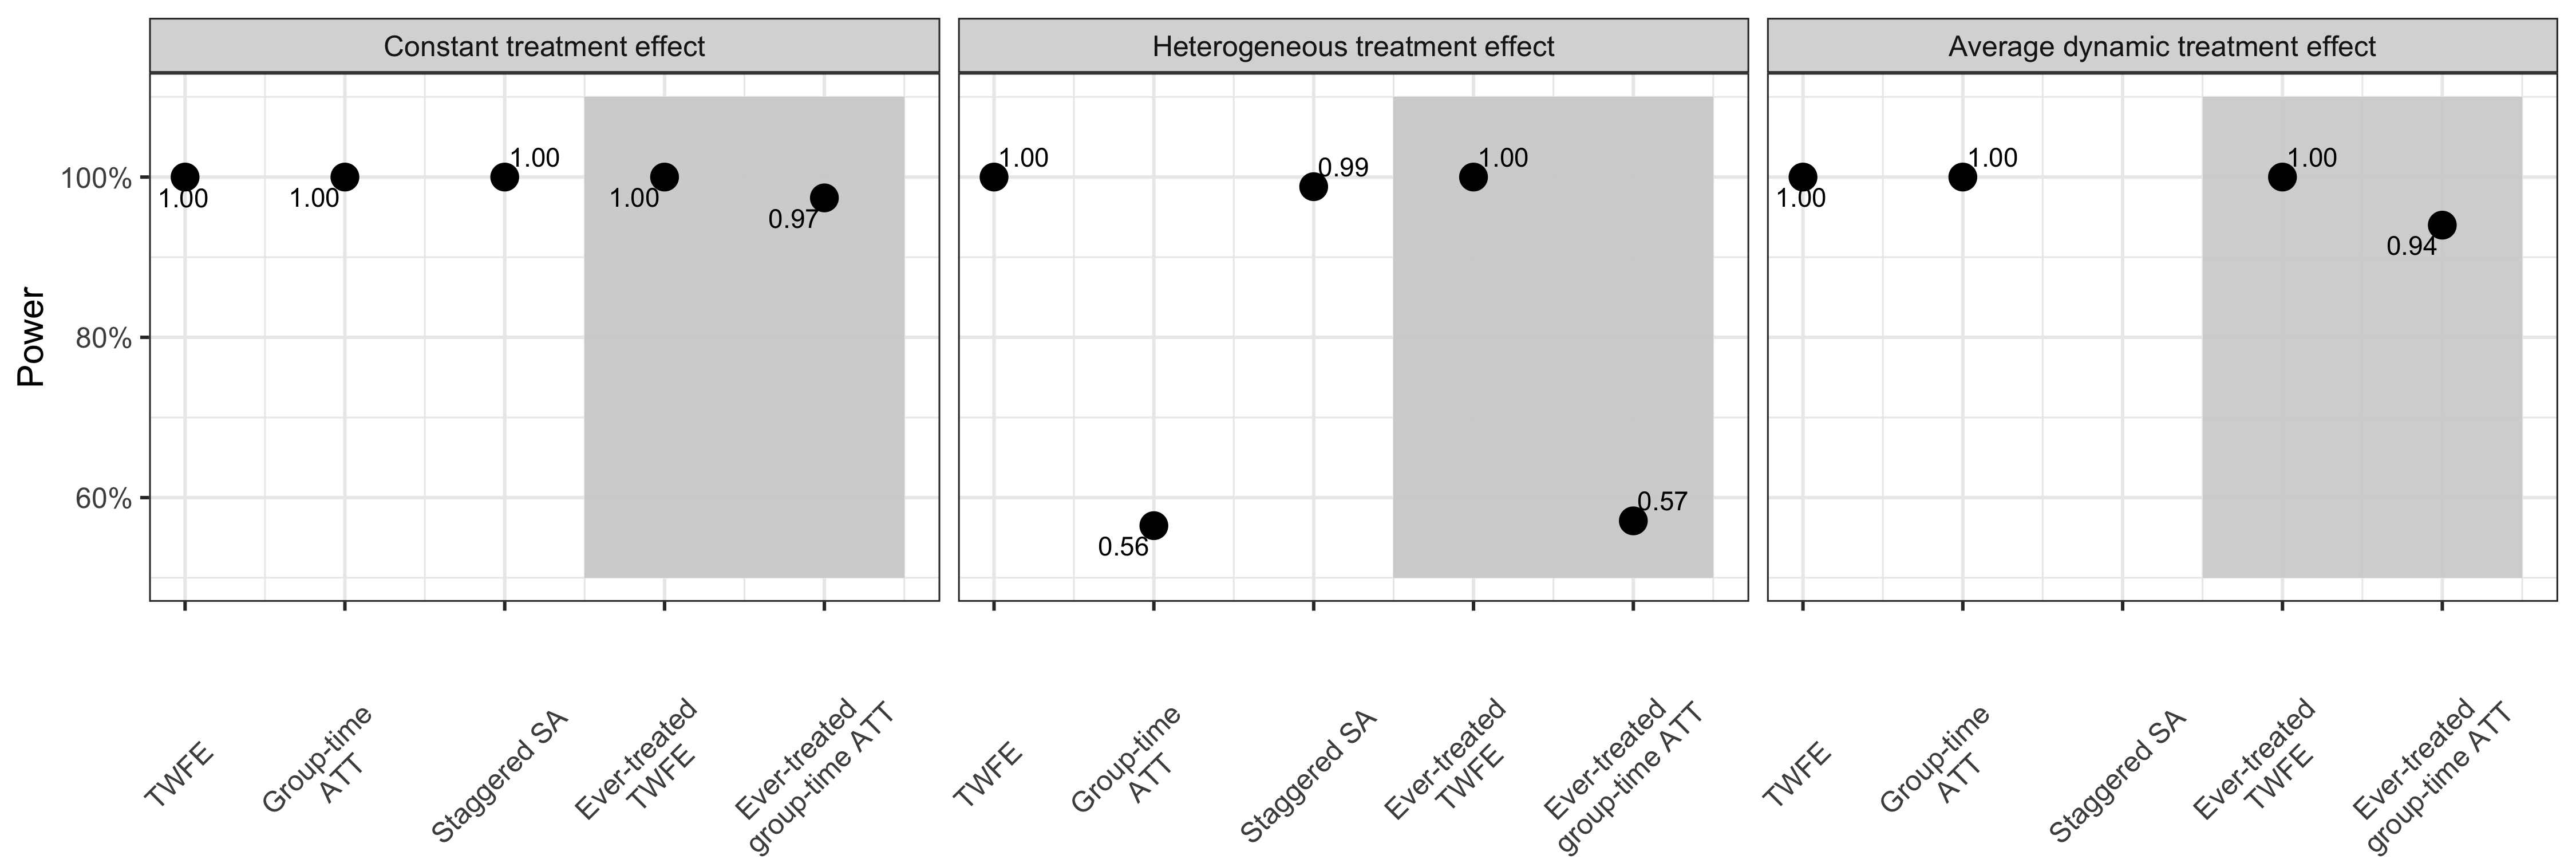 Constant treatment effect
Heterogeneous treatment effect
Average dynamic treatment effect
Power
100%
80%
60%
1.00
1.00
1.00
1.00
0.97
1.00
0.56
0.99
1.00
0.57
1.00
1.00
1.00
0.94
TWFE
Group-time
ATT
Staggered SA
Ever-treated
TWFE
Ever-treated
group-time ATT
TWFE
Group-time
ATT
Staggered SA
Ever-treated
TWFE
Ever-treated
group-time ATT
TWFE
Group-time
ATT
Staggered SA
Ever-treated
TWFE
Ever-treated
group-time ATT